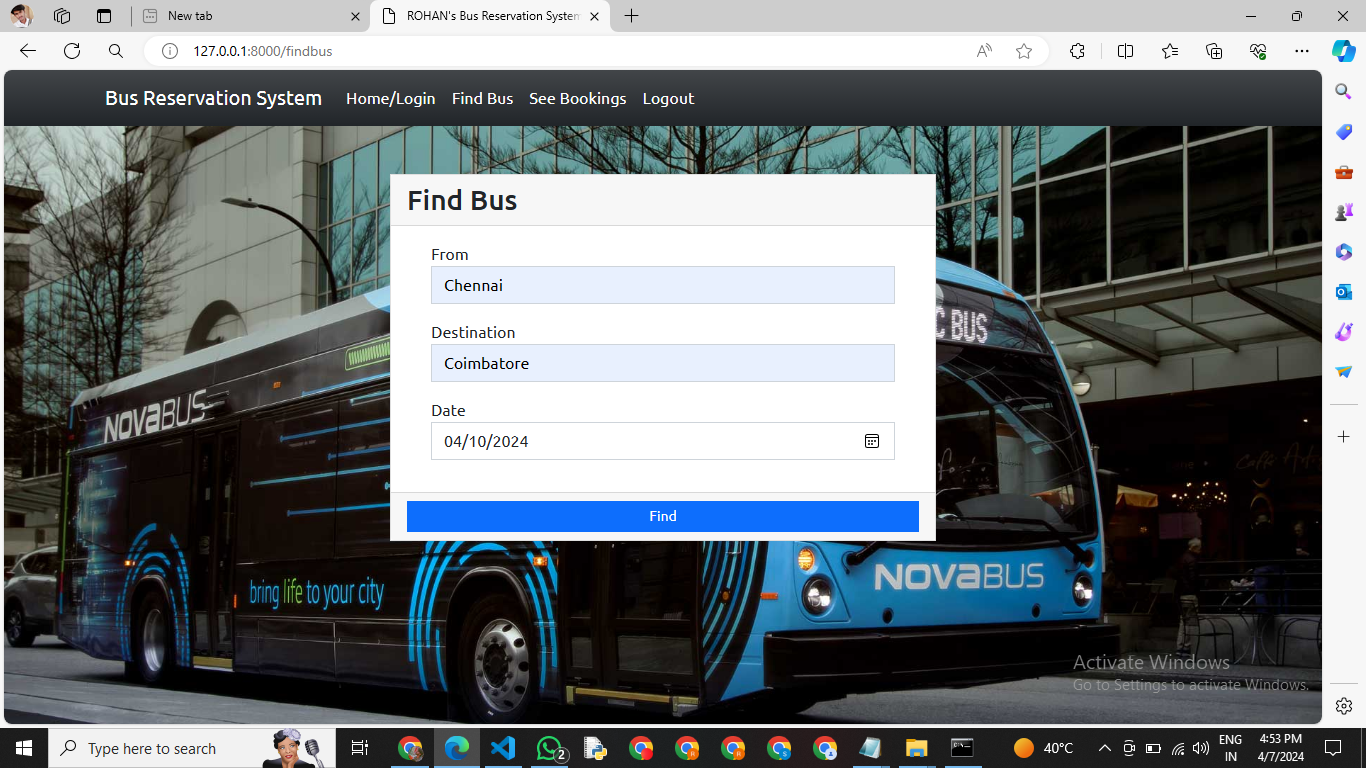 New tab
ROHAN's Bus Reservation System
127.0.0.1:8000/findbus
Bus Reservation System
Home/Login
Find Bus
See Bookings
Logout
Find Bus
From
Chennai
Destination
Coimbatore
Date
04/10/2024
Find
C BUS
NOVABUS
bring life to your city
NOVABUS
Activate Windows
Go to Settings to activate Windows.
Type here to search
2
40°C
ENG
IN
4:53 PM
4/7/2024